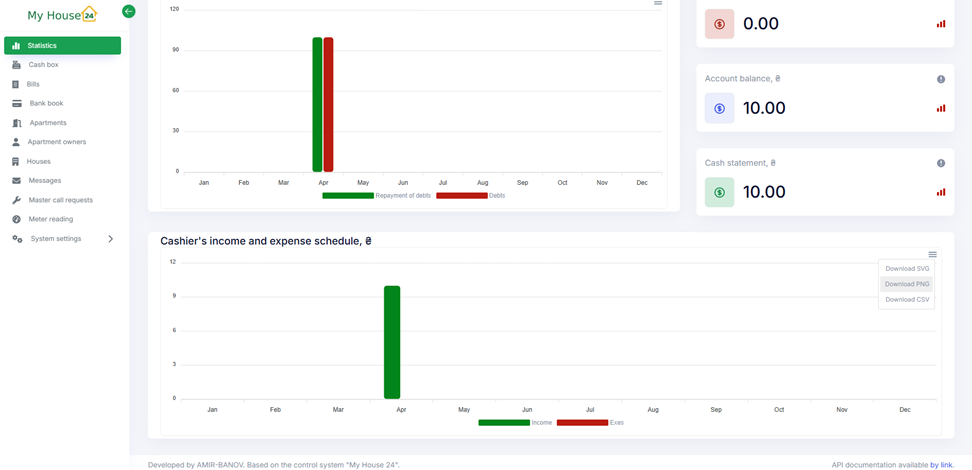 My House 24
Statistics
Cash box
Bills
Bank book
Apartments
Apartment owners
Houses
Messages
Master call requests
Meter reading
System settings
120
90
60
30
0
Jan Feb Mar Apr May Jun Jul Aug Sep Oct Nov Dec
Repayment of debts Debts
0.00
Account balance, ₴
10.00
Cash statement, ₴
10.00
Cashier's income and expense schedule, ₴
Download SVG
Download PNG
Download CSV
12
9
6
3
0
Jan Feb Mar Apr May Jun Jul Aug Sep Oct Nov Dec
Income Exes
Developed by AMIR-BANOV. Based on the control system "My House 24".
API documentation available by link.